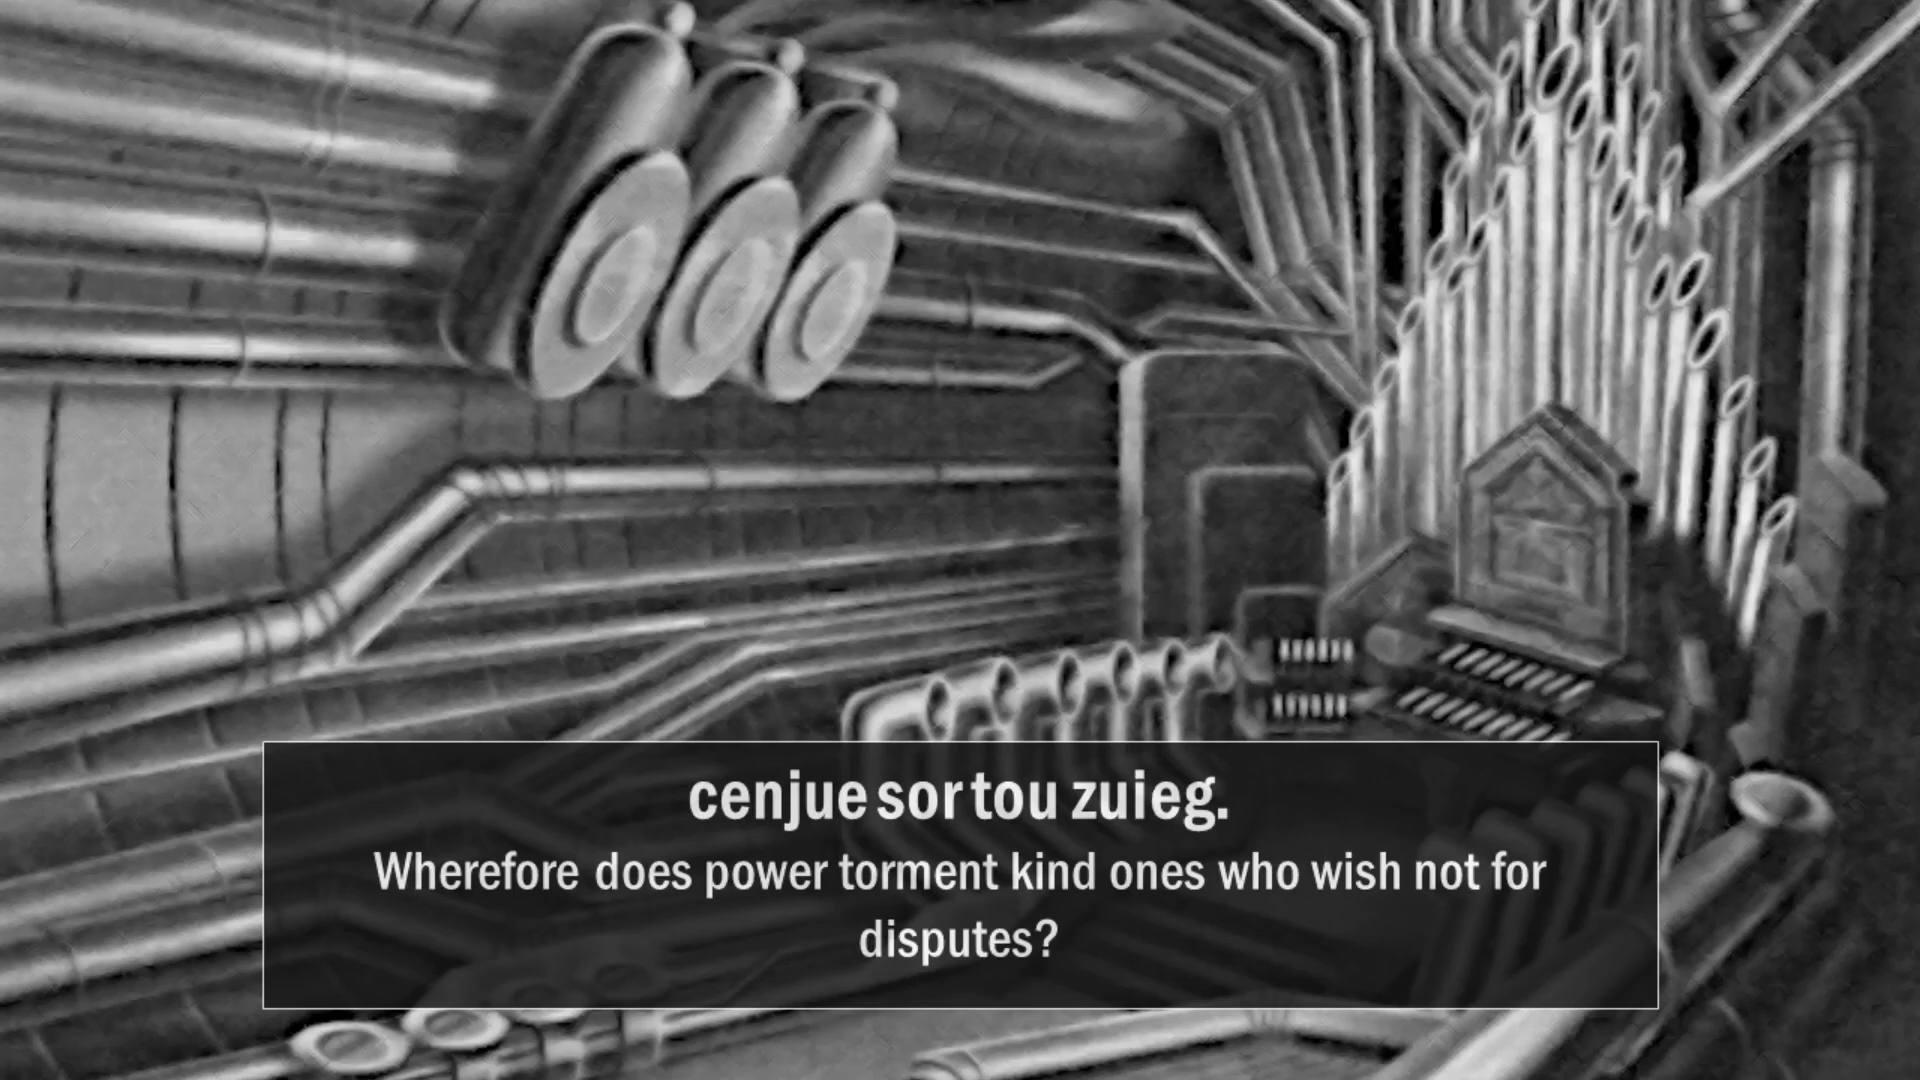 cenjue sor tou zuieg.
Wherefore does power torment kind ones who wish not for
disputes?